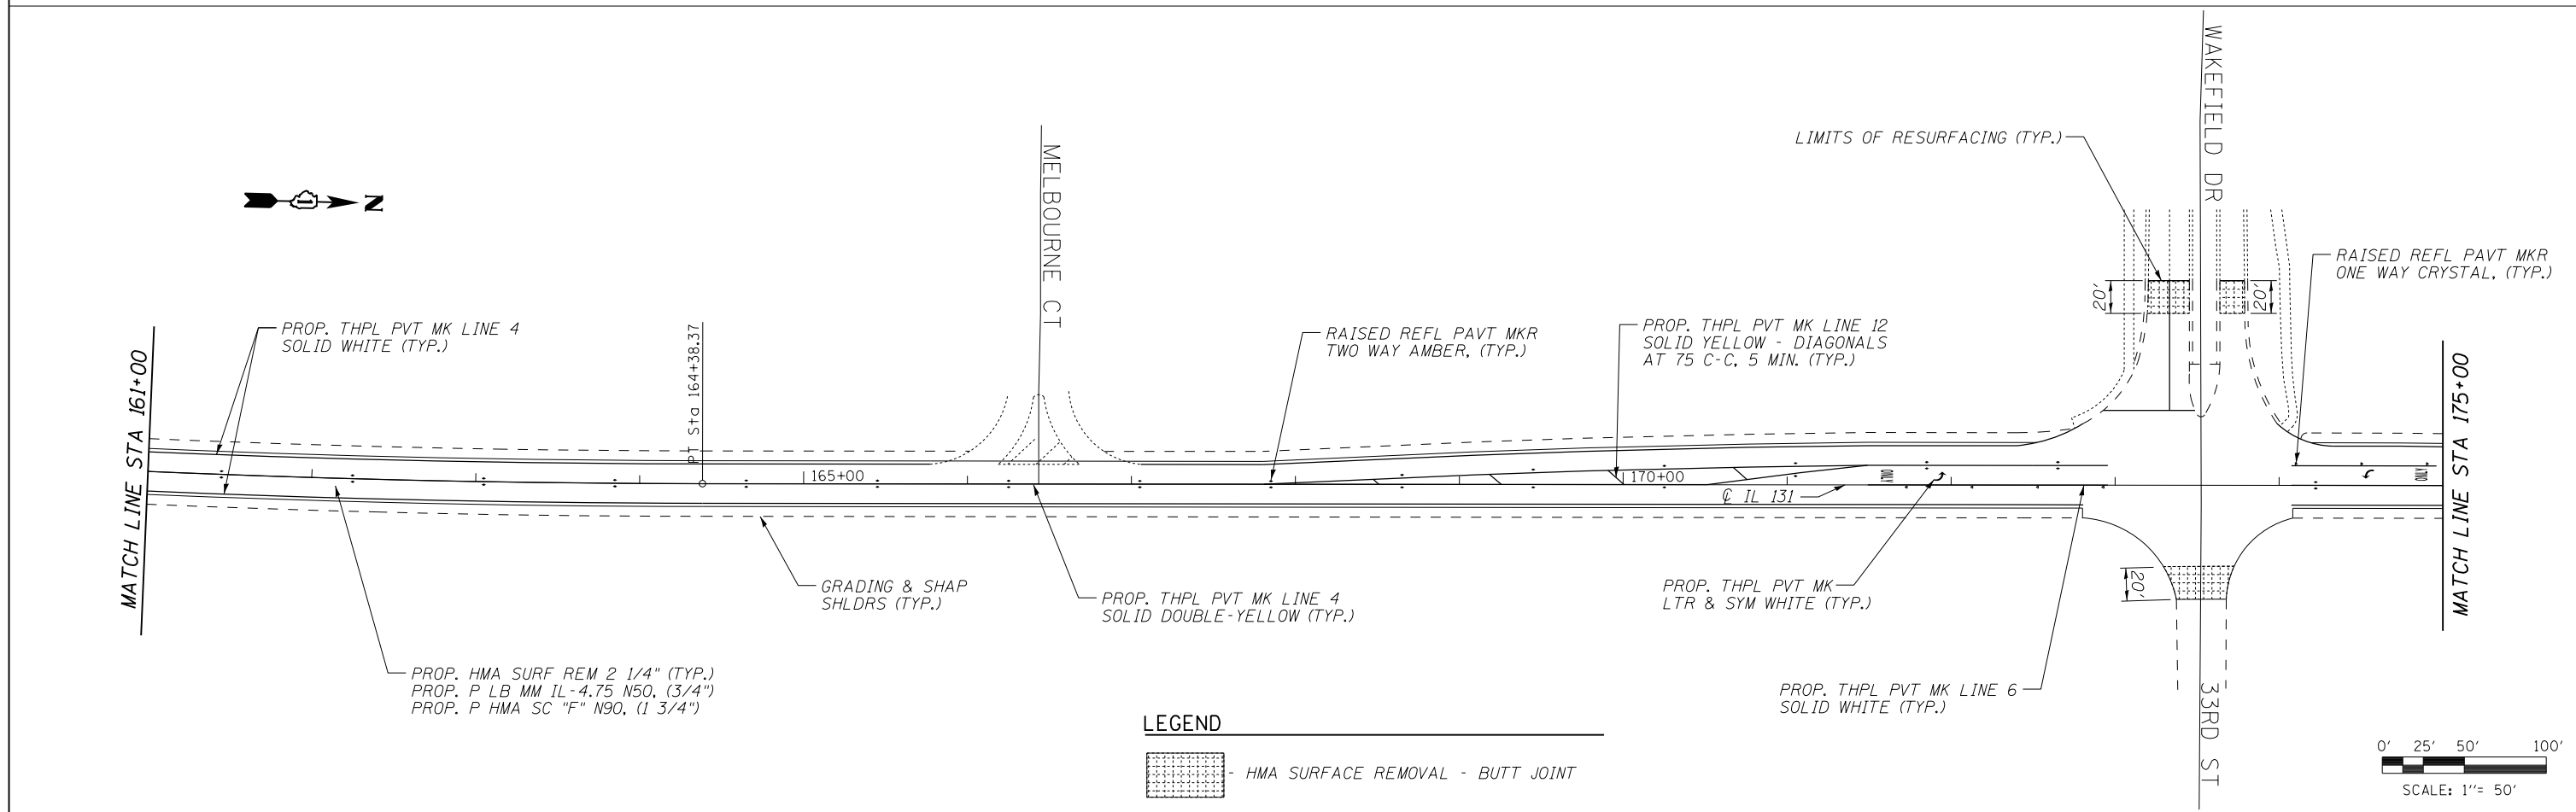 WAKEFIELD DR
LIMITS OF RESURFACING (TYP.)
N
MELBOURNE CT
RAISED REFL PAVT MKR
ONE WAY CRYSTAL, (TYP.)
20'
20'
PROP. THPL PVT MK LINE 4
SOLID WHITE (TYP.)
PT Sta 164+38.37
RAISED REFL PAVT MKR
TWO WAY AMBER, (TYP.)
PROP. THPL PVT MK LINE 12
SOLID YELLOW - DIAGONALS
AT 75 C-C, 5 MIN. (TYP.)
MATCH LINE STA 161+00
MATCH LINE STA 175+00
165+00
170+00
℄ IL 131
ONLY
ONLY
GRADING & SHAP
SHLDRS (TYP.)
PROP. THPL PVT MK LINE 4
SOLID DOUBLE-YELLOW (TYP.)
PROP. THPL PVT MK
LTR & SYM WHITE (TYP.)
20'
PROP. HMA SURF REM 2 1/4" (TYP.)
PROP. P LB MM IL-4.75 N50, (3/4")
PROP. P HMA SC "F" N90, (1 3/4")
PROP. THPL PVT MK LINE 6
SOLID WHITE (TYP.)
33RD ST
LEGEND
- HMA SURFACE REMOVAL - BUTT JOINT
0' 25' 50' 100'
SCALE: 1"= 50'